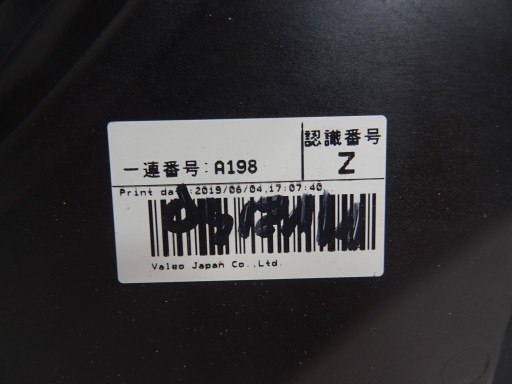 認識番号
一連番号:A198
Z
Print date:2019/06/04,17:07:40
Valeo Japan Co.,Ltd.